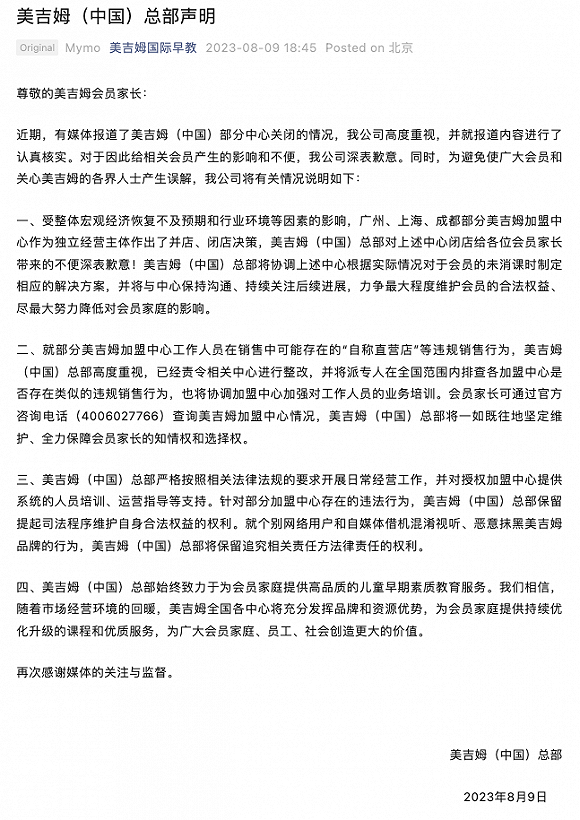 美吉姆（中国）总部声明
Original Mymo 美吉姆国际早教 2023-08-09 18:45 Posted on 北京
尊敬的美吉姆会员家长：
近期，有媒体报道了美吉姆（中国）部分中心关闭的情况，我公司高度重视，并就报道内容进行了
认真核实。对于因此给相关会员产生的影响和不便，我公司深表歉意。同时，为避免使广大会员和
关心美吉姆的各界人士产生误解，我公司将有关情况说明如下：
一、受整体宏观经济恢复不及预期和行业环境等因素的影响，广州、上海、成都部分美吉姆加盟中
心作为独立经营主体作出了并店、闭店决策，美吉姆（中国）总部对上述中心闭店给各位会员家长
带来的不便深表歉意！美吉姆（中国）总部将协调上述中心根据实际情况对于会员的未消课时制定
相应的解决方案，并将与中心保持沟通、持续关注后续进展，力争最大程度维护会员的合法权益、
尽最大努力降低对会员家庭的影响。
二、就部分美吉姆加盟中心工作人员在销售中可能存在的“自称直营店”等违规销售行为，美吉姆
（中国）总部高度重视，已经责令相关中心进行整改，并将派专人在全国范围内排查各加盟中心是
否存在类似的违规销售行为，也将协调加盟中心加强对工作人员的业务培训。会员家长可通过官方
咨询电话（4006027766）查询美吉姆加盟中心情况，美吉姆（中国）总部将一如既往地坚定维
护、全力保障会员家长的知情权和选择权。
三、美吉姆（中国）总部严格按照相关法律法规的要求开展日常经营工作，并对授权加盟中心提供
系统的人员培训、运营指导等支持。针对部分加盟中心存在的违法行为，美吉姆（中国）总部保留
提起司法程序维护自身合法权益的权利。就个别网络用户和自媒体借机混淆视听、恶意抹黑美吉姆
品牌的行为，美吉姆（中国）总部将保留追究相关责任方法律责任的权利。
四、美吉姆（中国）总部始终致力于为会员家庭提供高品质的儿童早期素质教育服务。我们相信，
随着市场经营环境的回暖，美吉姆全国各中心将充分发挥品牌和资源优势，为会员家庭提供持续优
化升级的课程和优质服务，为广大会员家庭、员工、社会创造更大的价值。
再次感谢媒体的关注与监督。
美吉姆（中国）总部
2023年8月9日